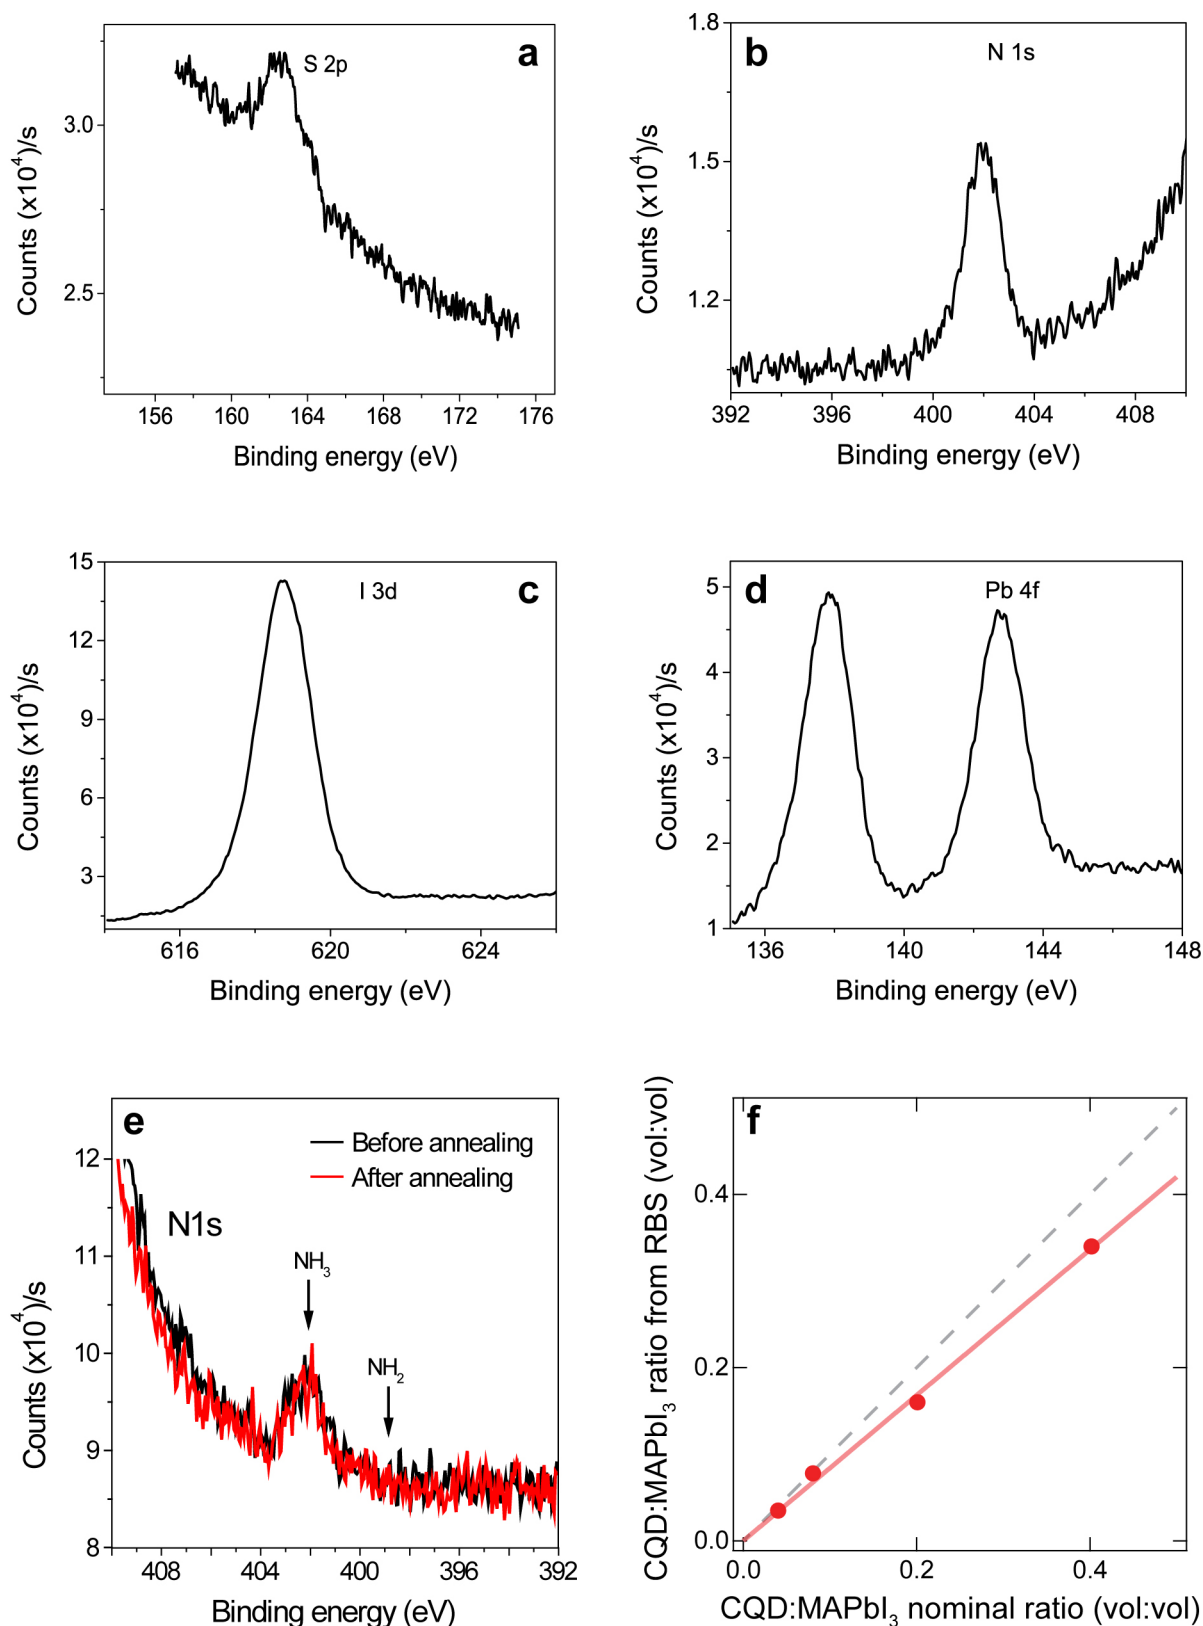 a
S 2p
3.0
2.5
Counts (x10⁴)/s
156 160 164 168 172 176
Binding energy (eV)
b
N 1s
1.8
1.5
1.2
Counts (x10⁴)/s
392 396 400 404 408
Binding energy (eV)
c
I 3d
15
12
9
6
3
Counts (x10⁴)/s
616 620 624
Binding energy (eV)
d
Pb 4f
5
4
3
2
1
Counts (x10⁴)/s
136 140 144 148
Binding energy (eV)
e
Before annealing
After annealing
N1s
NH₃
NH₂
12
11
10
9
8
Counts (x10⁴)/s
408 404 400 396 392
Binding energy (eV)
f
0.4
0.2
0.0
CQD:MAPbI₃ ratio from RBS (vol:vol)
0.0 0.2 0.4
CQD:MAPbI₃ nominal ratio (vol:vol)